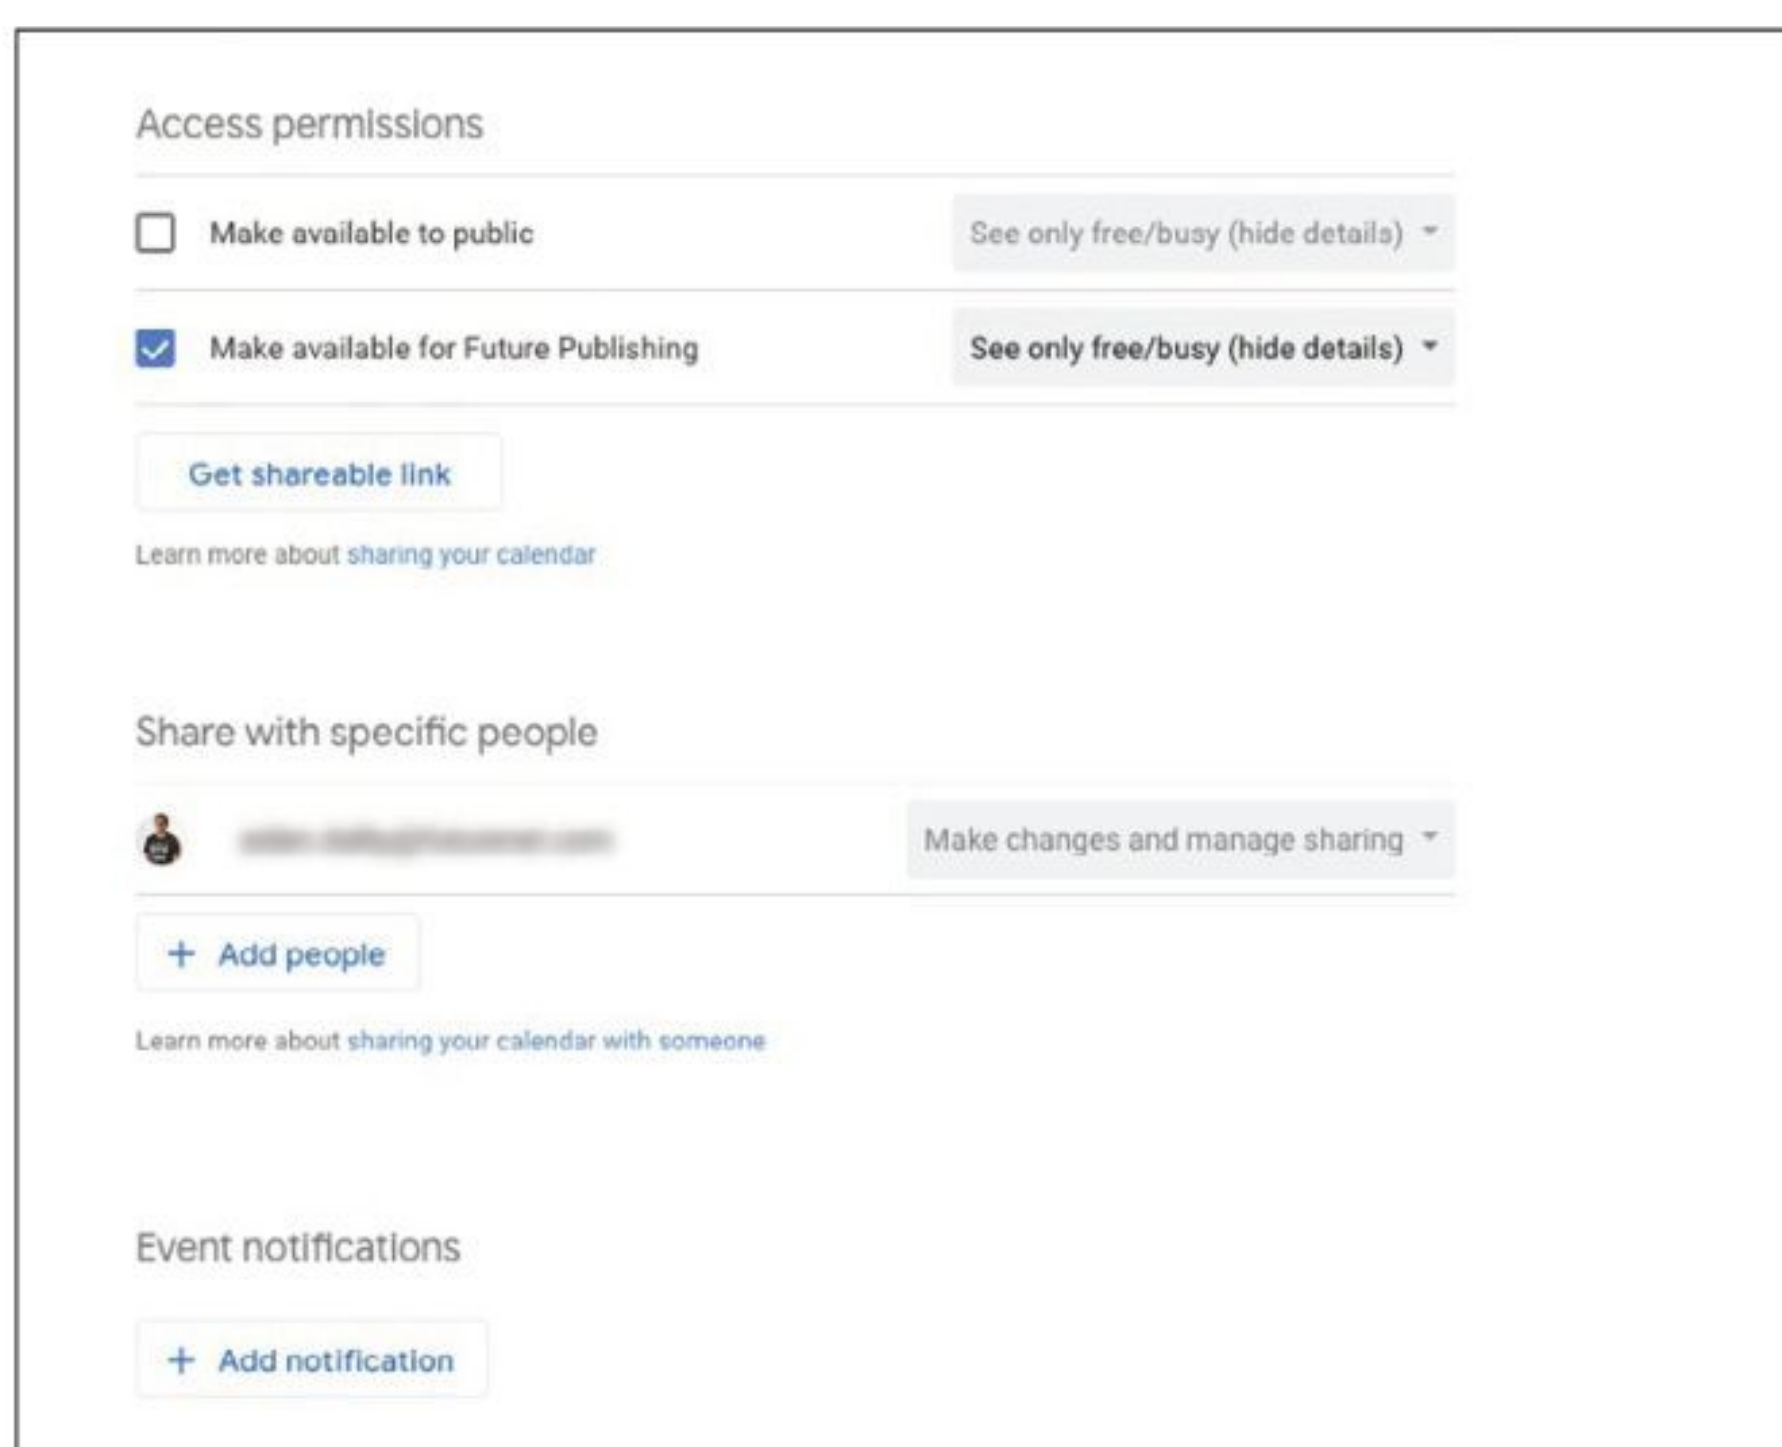 Access permissions
Make available to public
See only free/busy (hide details)
Make available for Future Publishing
See only free/busy (hide details)
Get shareable link
Learn more about sharing your calendar
Share with specific people
Make changes and manage sharing
+ Add people
Learn more about sharing your calendar with someone
Event notifications
+ Add notification